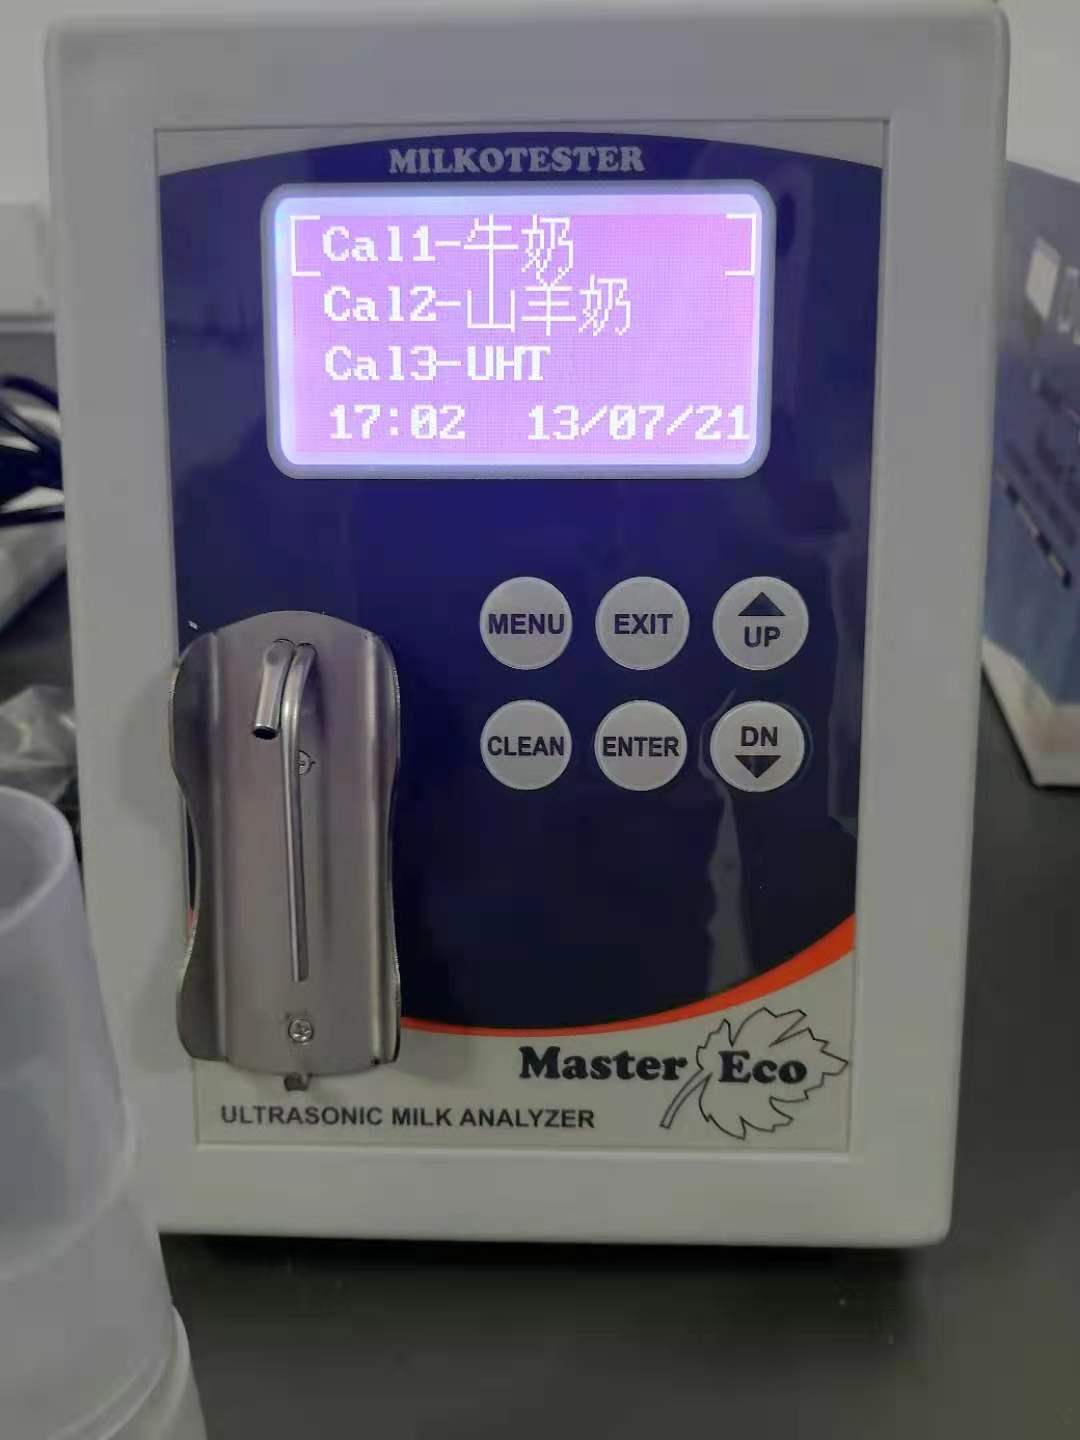 MILKOTESTER
Cal1-牛奶
Cal2-山羊奶
Cal3-UHT
17:02 13/07/21
MENU EXIT UP
CLEAN ENTER DN
Master Eco
ULTRASONIC MILK ANALYZER